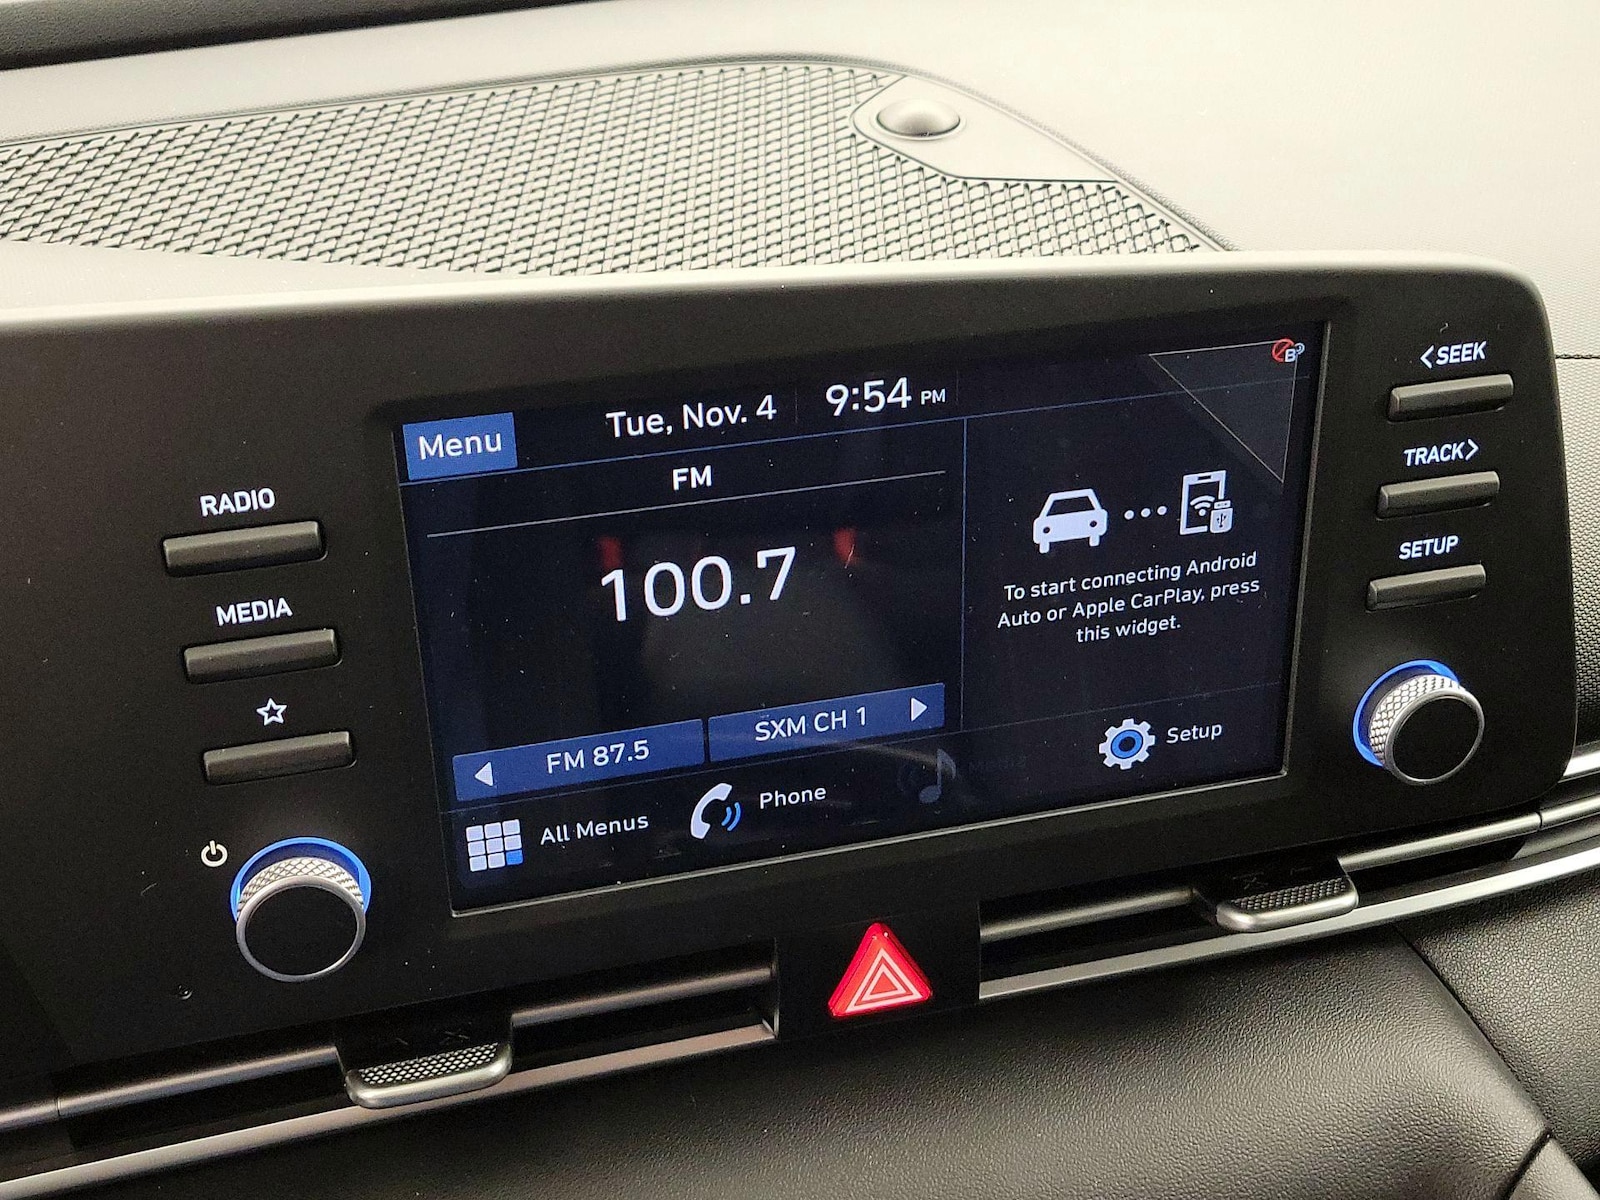 <SEEK
TRACK>
SETUP
RADIO
MEDIA
Menu
Tue, Nov. 4
9:54 PM
FM
100.7
FM 87.5
SXM CH 1
To start connecting Android
Auto or Apple CarPlay, press
this widget.
All Menus
Phone
Media
Setup
B